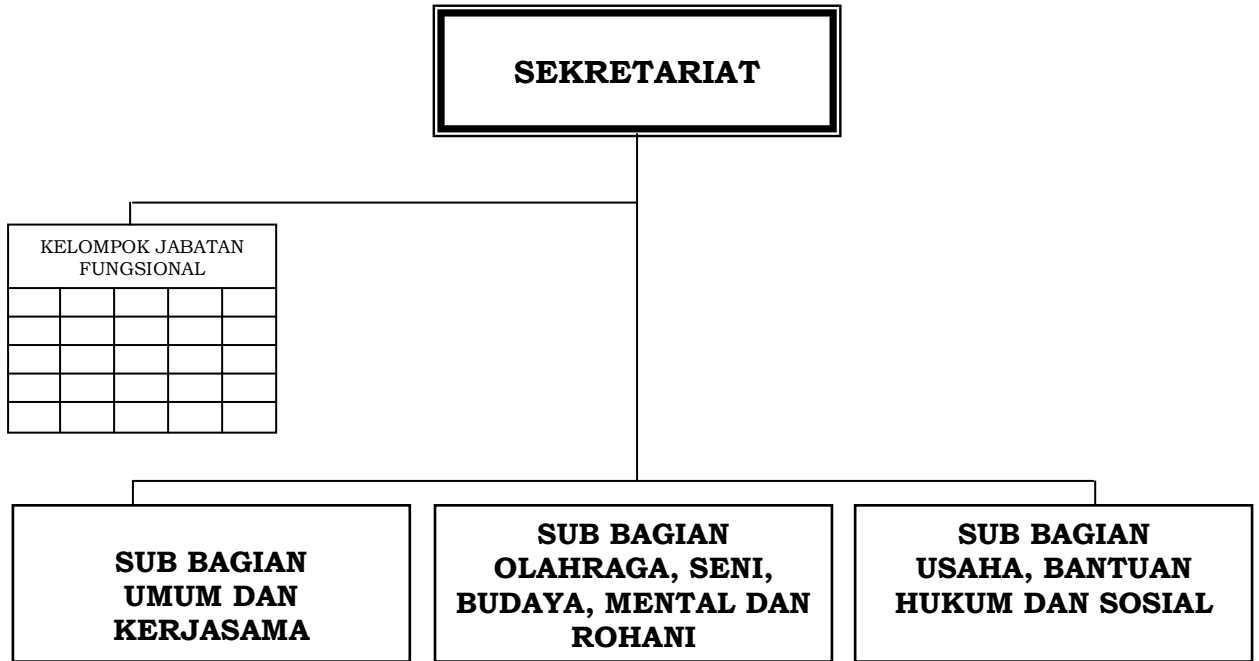 SEKRETARIAT
KELOMPOK JABATAN
FUNGSIONAL
SUB BAGIAN
UMUM DAN
KERJASAMA
SUB BAGIAN
OLAHRAGA, SENI,
BUDAYA, MENTAL DAN
ROHANI
SUB BAGIAN
USAHA, BANTUAN
HUKUM DAN SOSIAL